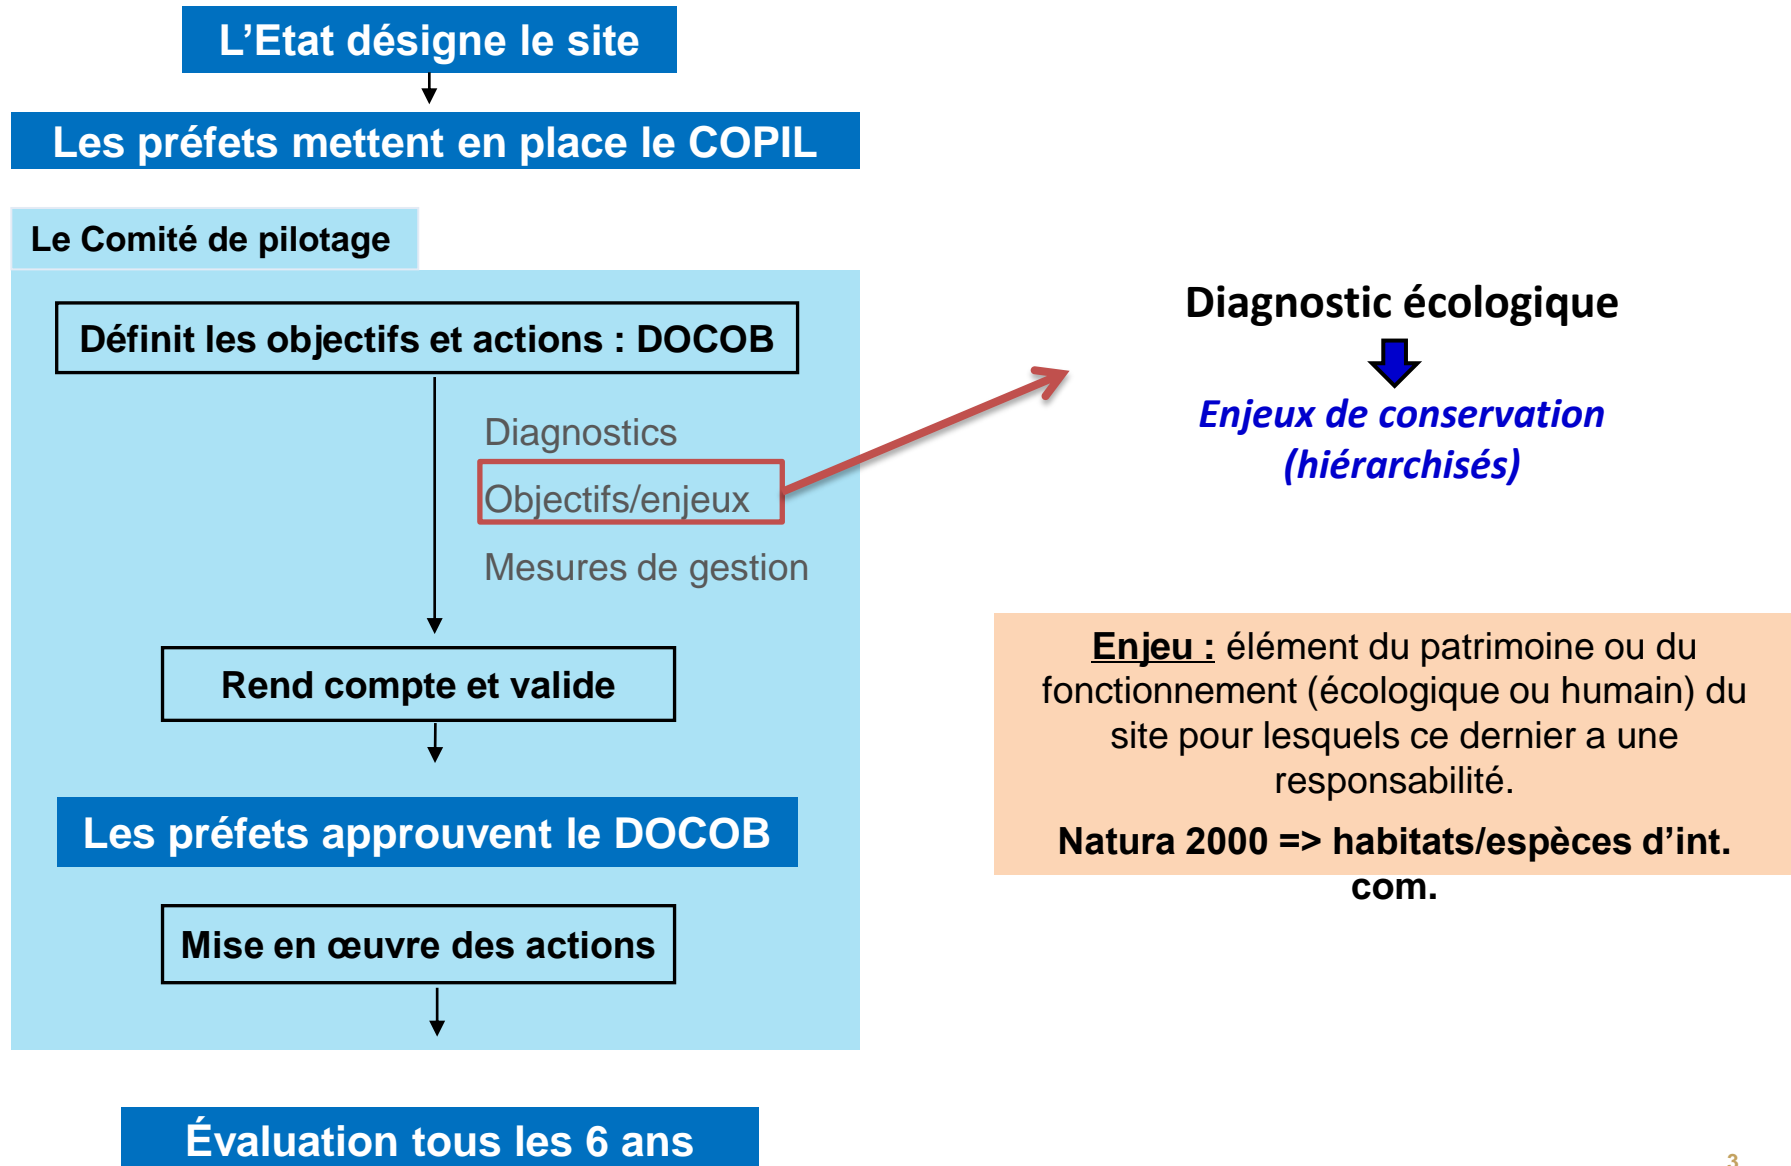 L’Etat désigne le site
Les préfets mettent en place le COPIL
Le Comité de pilotage
Définit les objectifs et actions : DOCOB
Diagnostics
Objectifs/enjeux
Mesures de gestion
Rend compte et valide
Les préfets approuvent le DOCOB
Mise en œuvre des actions
Évaluation tous les 6 ans
Diagnostic écologique
Enjeux de conservation
(hiérarchisés)
Enjeu : élément du patrimoine ou du
fonctionnement (écologique ou humain) du
site pour lesquels ce dernier a une
responsabilité.
Natura 2000 => habitats/espèces d’int.
com.
3